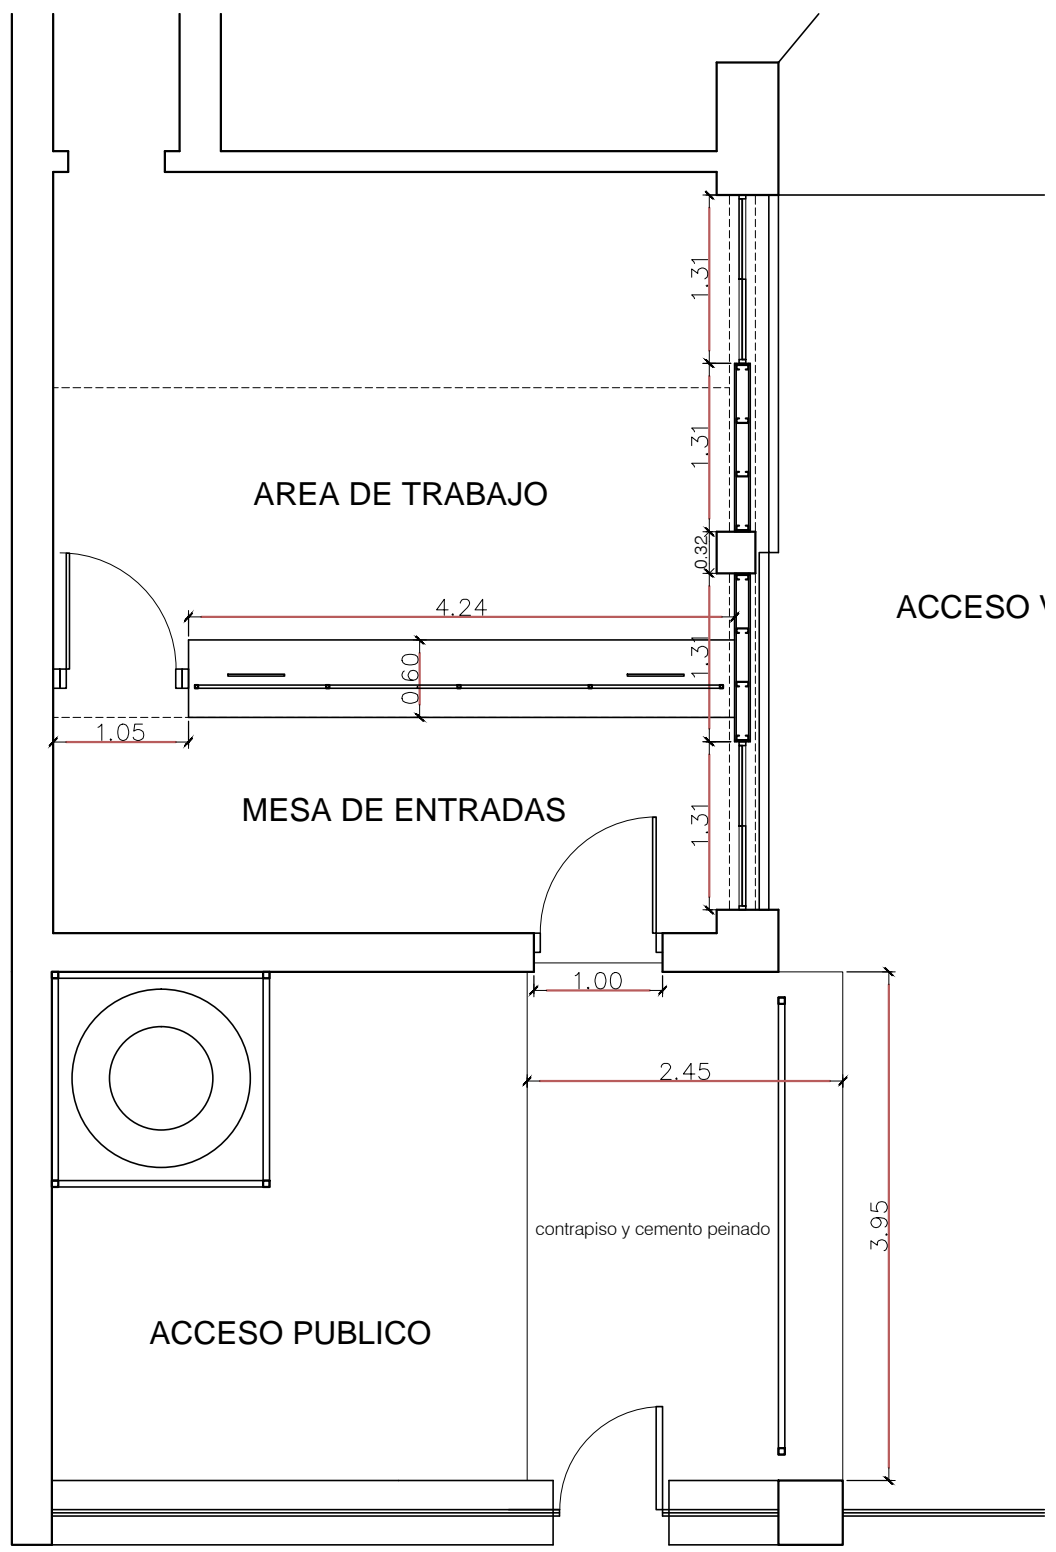 1.31
1.31
AREA DE TRABAJO
0.32
ACCESO V
4.24
1.31
0.60
1.05
MESA DE ENTRADAS
1.31
1.00
2.45
3.95
contrapiso y cemento peinado
ACCESO PUBLICO